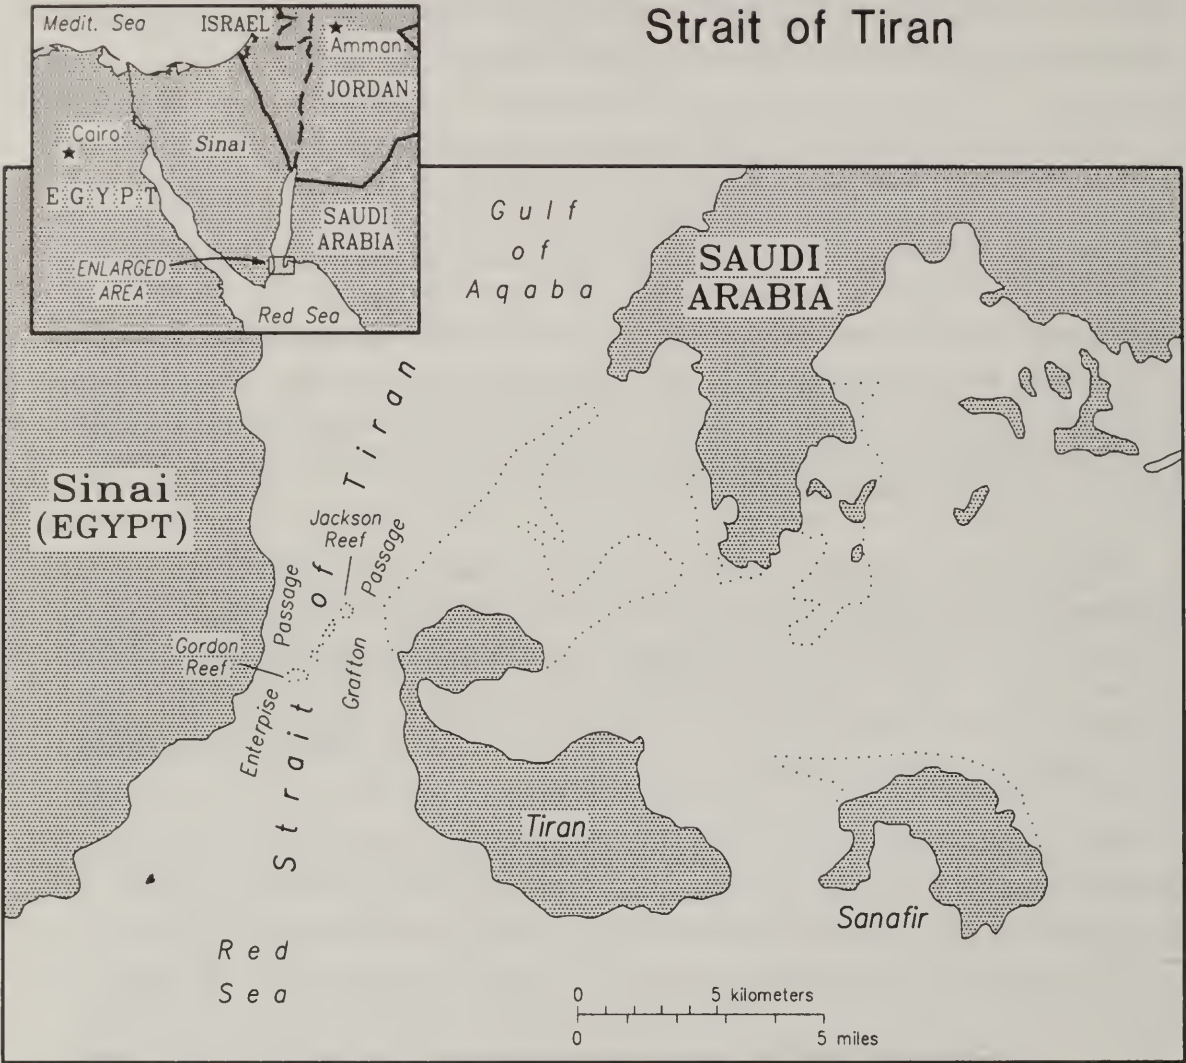 Strait of Tiran
Medit. Sea
ISRAEL
Amman
JORDAN
Cairo
Sinai
EGYPT
SAUDI
ARABIA
ENLARGED
AREA
Red Sea
Gulf
of
Aqaba
SAUDI
ARABIA
Sinai
(EGYPT)
Strait of Tiran
Jackson
Reef
Enterpise Passage
Grafton Passage
Gordon
Reef
Tiran
Sanafir
Red
Sea
0 5 kilometers
0 5 miles